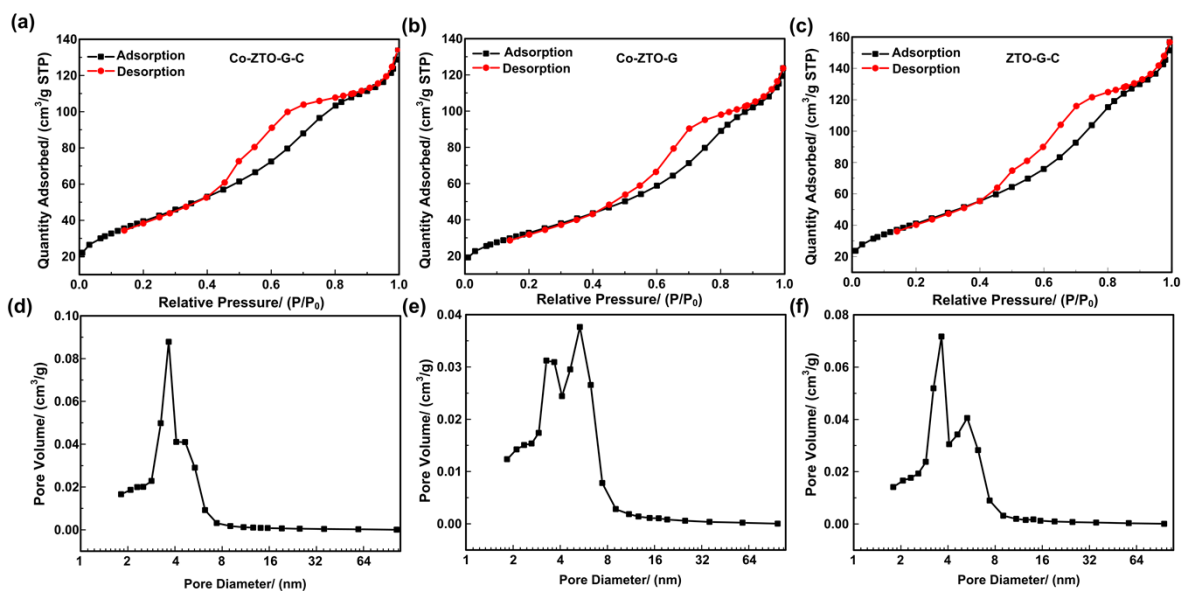 (a)
Adsorption
Desorption
Co-ZTO-G-C
Quantity Adsorbed/ (cm³/g STP)
140
120
100
80
60
40
20
0.0 0.2 0.4 0.6 0.8 1.0
Relative Pressure/ (P/P₀)
(b)
Adsorption
Desorption
Co-ZTO-G
Quantity Adsorbed/ (cm³/g STP)
140
120
100
80
60
40
20
0.0 0.2 0.4 0.6 0.8 1.0
Relative Pressure/ (P/P₀)
(c)
Adsorption
Desorption
ZTO-G-C
Quantity Adsorbed/ (cm³/g STP)
160
140
120
100
80
60
40
20
0.0 0.2 0.4 0.6 0.8 1.0
Relative Pressure/ (P/P₀)
(d)
Pore Volume/ (cm³/g)
0.10
0.08
0.06
0.04
0.02
0.00
1 2 4 8 16 32 64
Pore Diameter/ (nm)
(e)
Pore Volume/ (cm³/g)
0.04
0.03
0.02
0.01
0.00
1 2 4 8 16 32 64
Pore Diameter/ (nm)
(f)
Pore Volume/ (cm³/g)
0.08
0.06
0.04
0.02
0.00
1 2 4 8 16 32 64
Pore Diameter/ (nm)